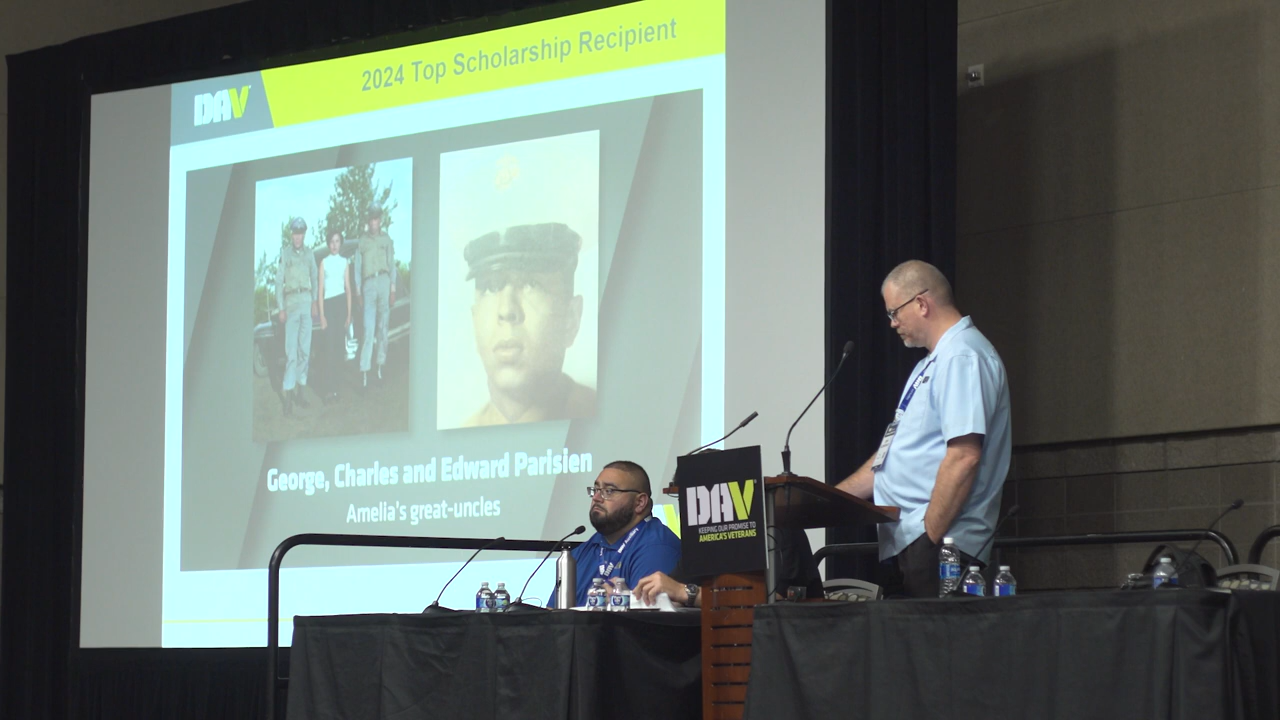 2024 Top Scholarship Recipient
DAV
George, Charles and Edward Parisien
Amelia's great-uncles
DAV
KEEPING OUR PROMISE TO
AMERICA'S VETERANS